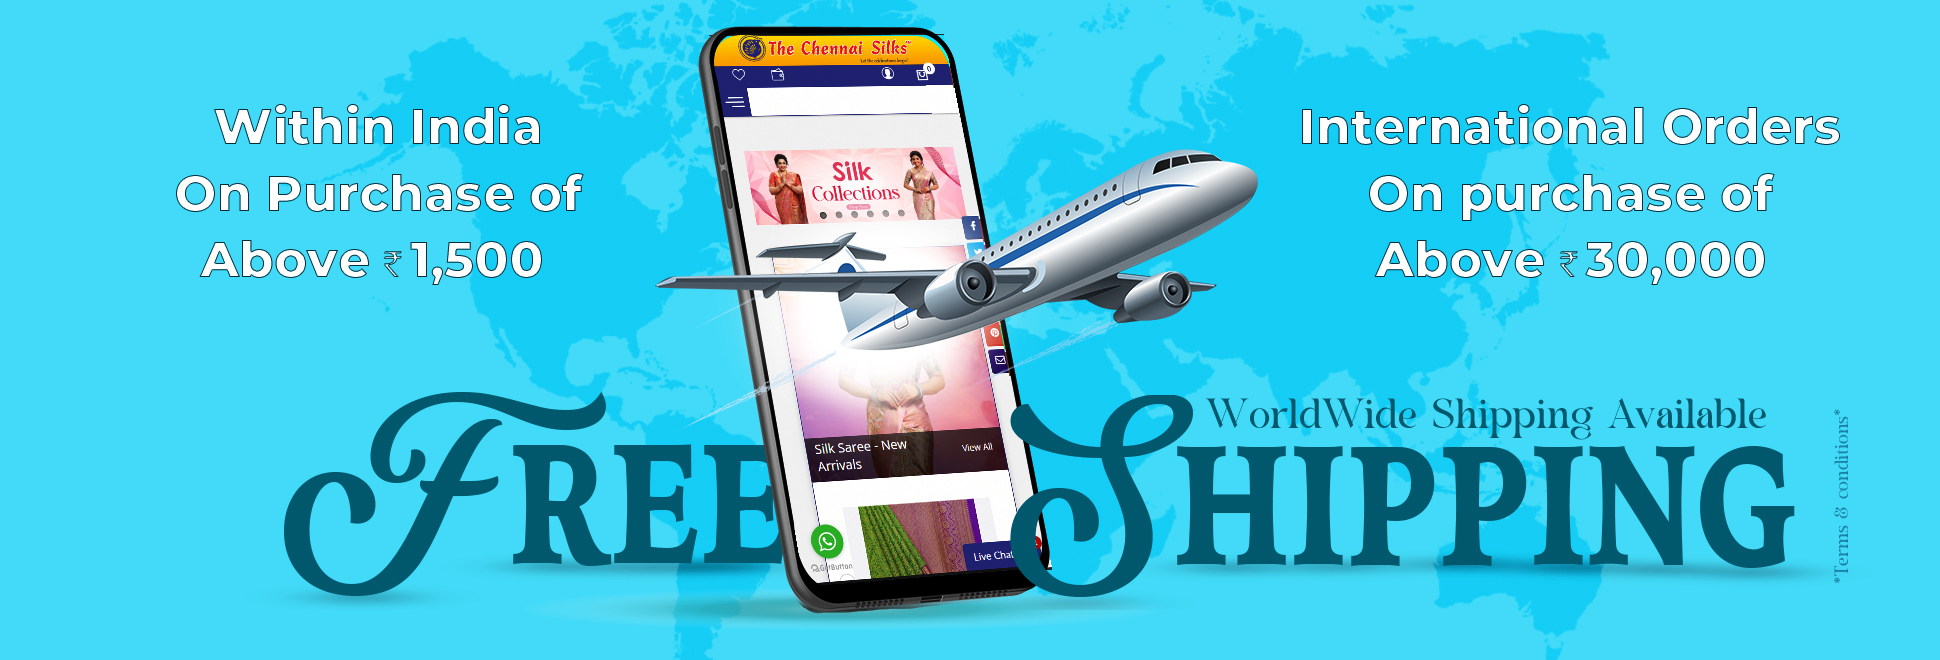 Within India
On Purchase of
Above ₹ 1,500
The Chennai Silks
0
Silk
Collections
Silk Saree - New
Arrivals
View All
GetButton
Live Chat
International Orders
On purchase of
Above ₹ 30,000
FREE SHIPPING
WorldWide Shipping Available
*Terms & conditions*